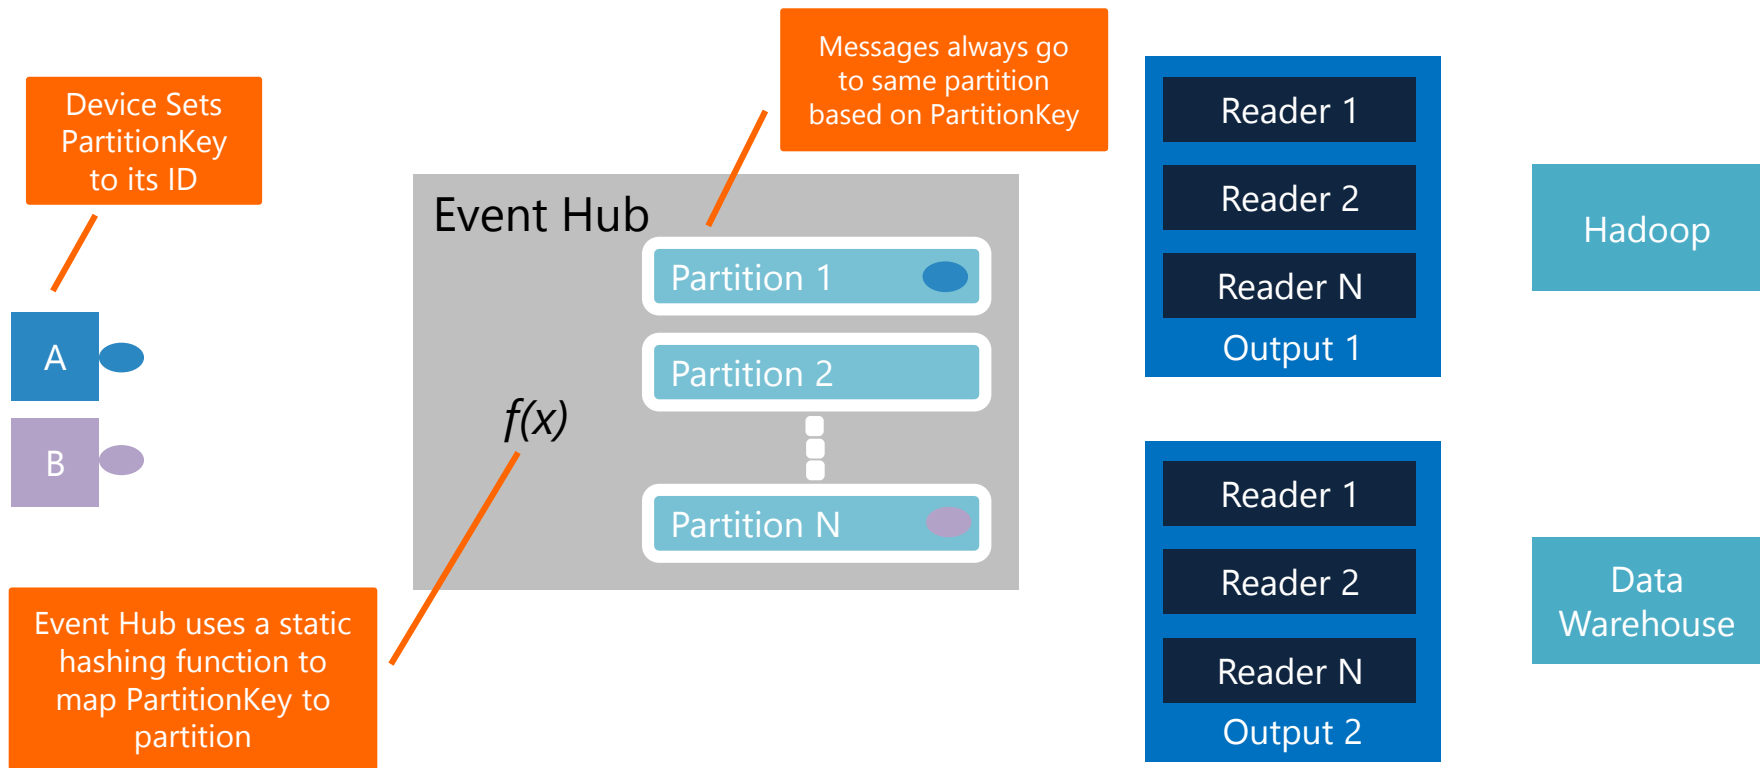 Device Sets
PartitionKey
to its ID
A
B
Event Hub uses a static
hashing function to
map PartitionKey to
partition
Event Hub
f(x)
Partition 1
Partition 2
Partition N
Messages always go
to same partition
based on PartitionKey
Reader 1
Reader 2
Reader N
Output 1
Reader 1
Reader 2
Reader N
Output 2
Hadoop
Data
Warehouse